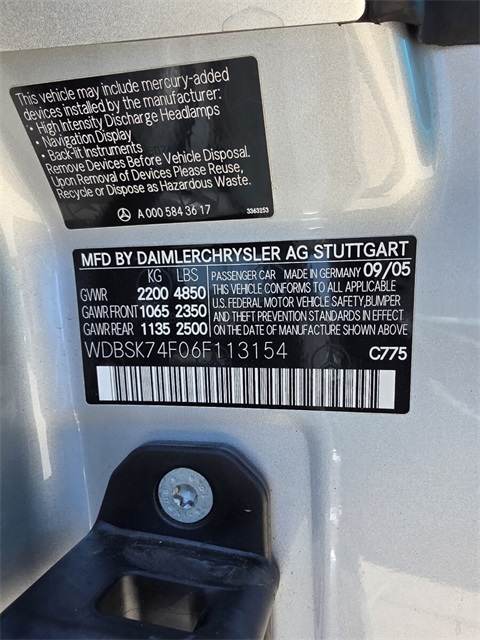 This vehicle may include mercury-added
devices installed by the manufacturer:
• High Intensity Discharge Headlamps
• Navigation Display
• Back-lit Instruments
Remove Devices Before Vehicle Disposal.
Upon Removal of Devices Please Reuse,
Recycle or Dispose as Hazardous Waste.
A 000 584 36 17 3363253
MFD BY DAIMLERCHRYSLER AG STUTTGART
KG LBS PASSENGER CAR MADE IN GERMANY 09/05
GVWR 2200 4850 THIS VEHICLE CONFORMS TO ALL APPLICABLE
GAWR FRONT 1065 2350 U.S. FEDERAL MOTOR VEHICLE SAFETY, BUMPER
GAWR REAR 1135 2500 AND THEFT PREVENTION STANDARDS IN EFFECT
ON THE DATE OF MANUFACTURE SHOWN ABOVE
WDBSK74F06F113154 C775